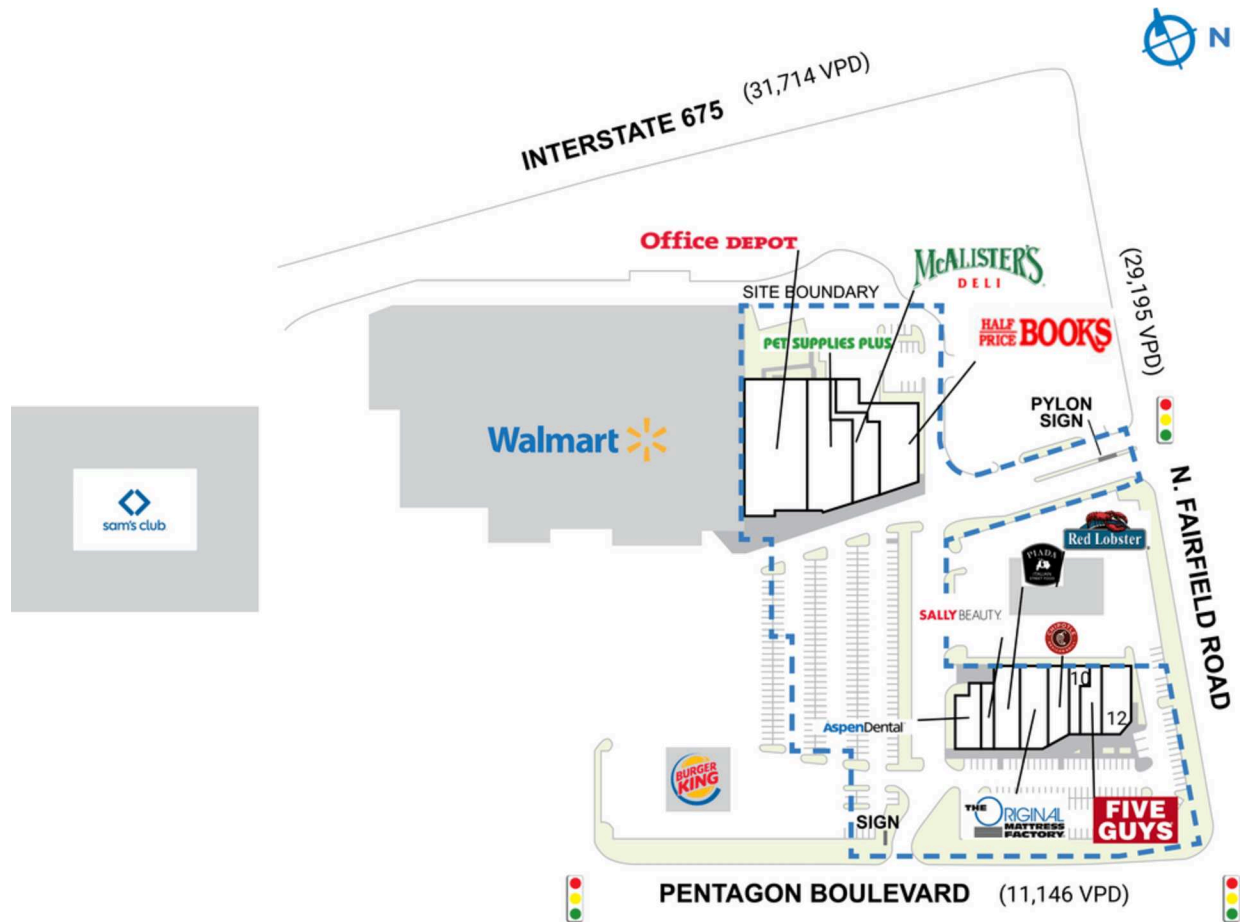 N
INTERSTATE 675 (31,714 VPD)
Office DEPOT
McALISTER'S
DELI
SITE BOUNDARY
(29,195 VPD)
PET SUPPLIES PLUS
HALF
PRICE BOOKS
PYLON
SIGN
Walmart
sam's club
N. FAIRFIELD ROAD
Red Lobster
PIADA
SALLY BEAUTY
CHIPOTLE
10
12
AspenDental
BURGER
KING
SIGN
THE ORIGINAL
MATTRESS
FACTORY
FIVE
GUYS
PENTAGON BOULEVARD (11,146 VPD)